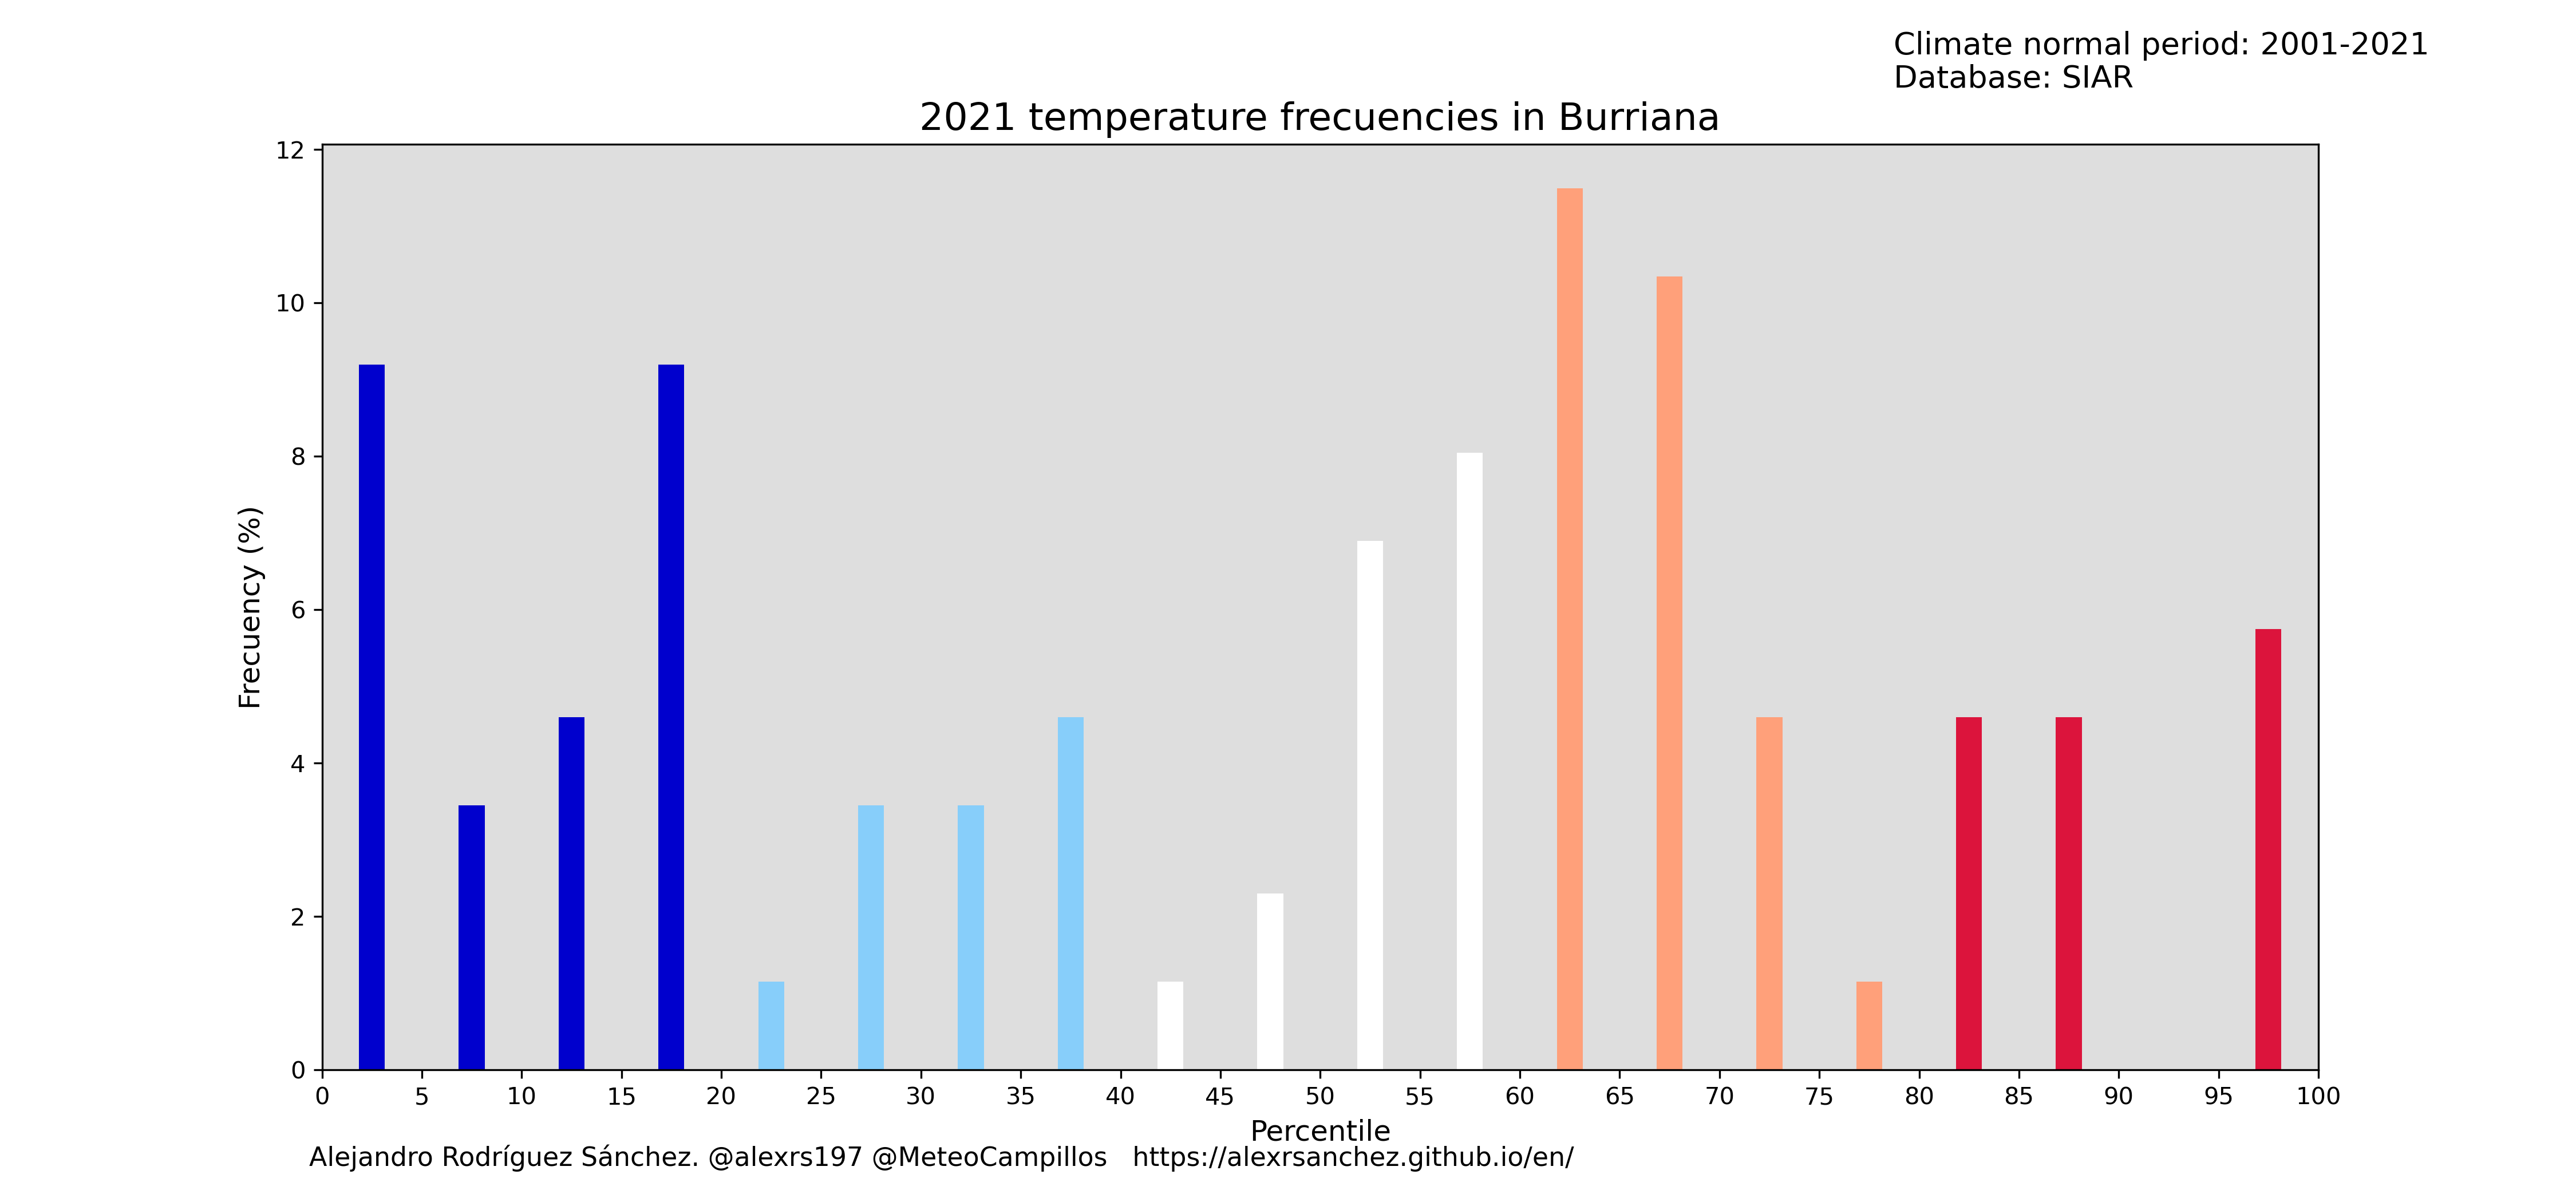 Climate normal period: 2001-2021
Database: SIAR
2021 temperature frecuencies in Burriana
12
10
8
6
4
2
0
Frecuency (%)
0 5 10 15 20 25 30 35 40 45 50 55 60 65 70 75 80 85 90 95 100
Percentile
Alejandro Rodríguez Sánchez. @alexrs197 @MeteoCampillos https://alexrsanchez.github.io/en/